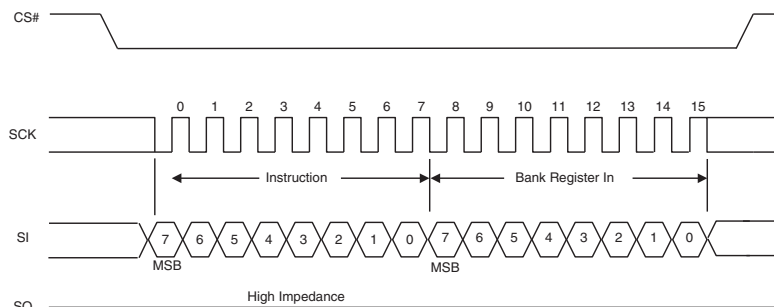 CS#
0 1 2 3 4 5 6 7 8 9 10 11 12 13 14 15
SCK
Instruction Bank Register In
SI 7 6 5 4 3 2 1 0 7 6 5 4 3 2 1 0
MSB MSB
High Impedance
SO